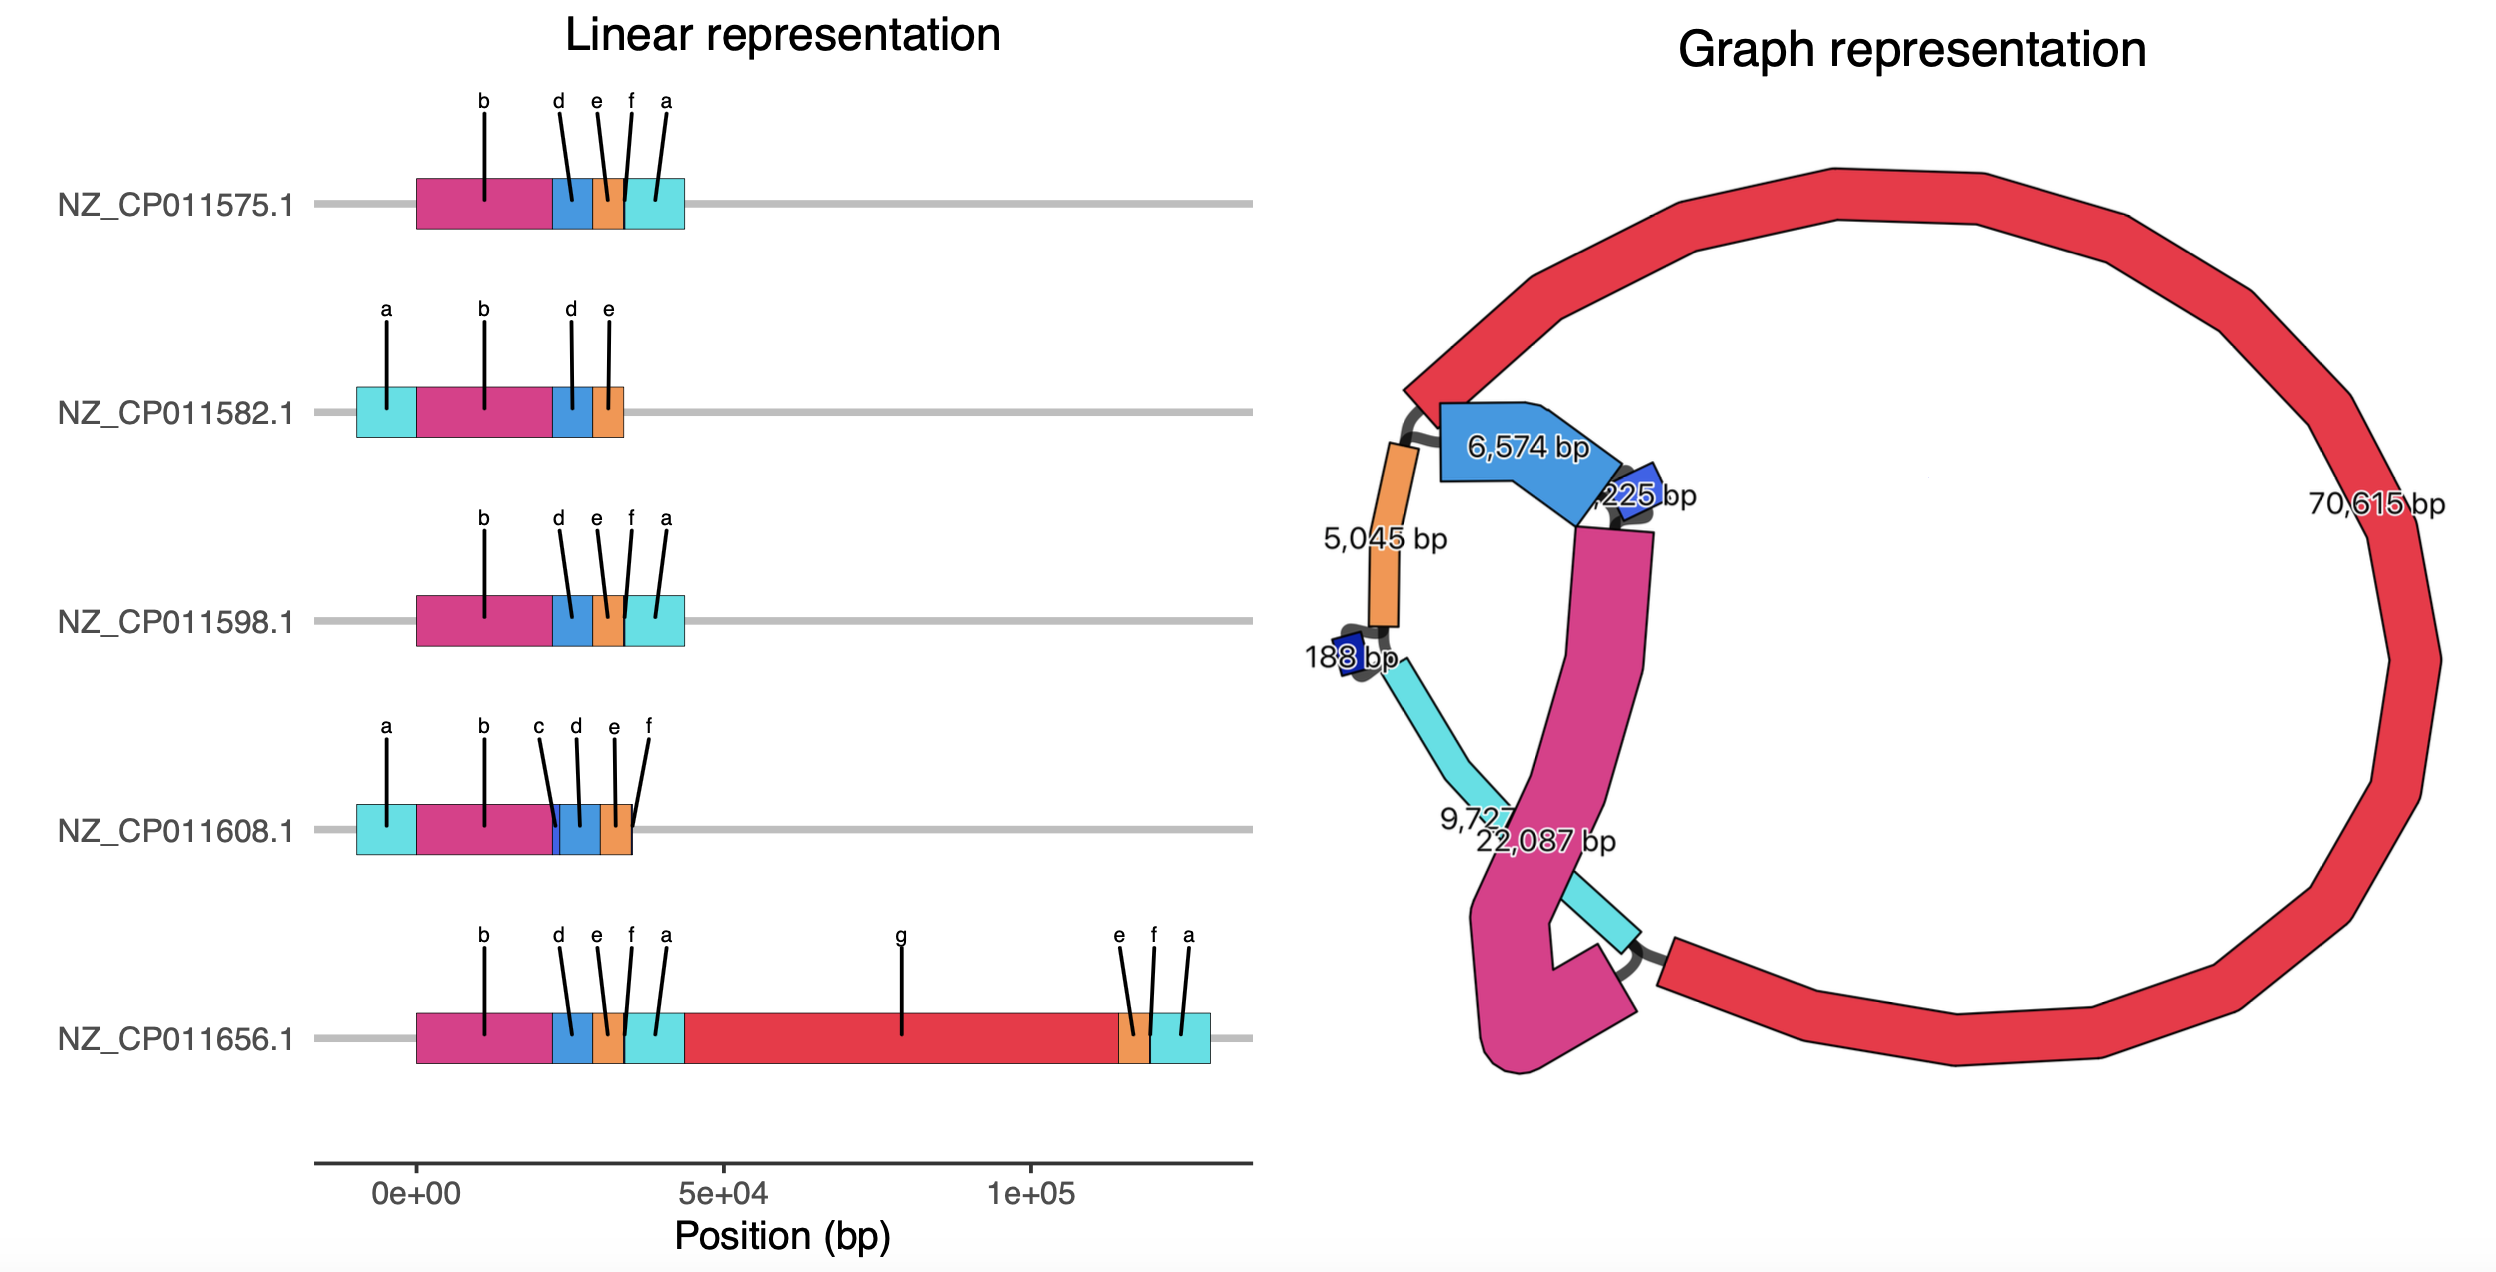 Linear representation
b d e f a
NZ_CP011575.1
a b d e
NZ_CP011582.1
b d e f a
NZ_CP011598.1
a b c d e f
NZ_CP011608.1
b d e f a g e f a
NZ_CP011656.1
0e+00 5e+04 1e+05
Position (bp)
Graph representation
6,574 bp
,225 bp
70,615 bp
5,045 bp
188 bp
9,727
22,087 bp